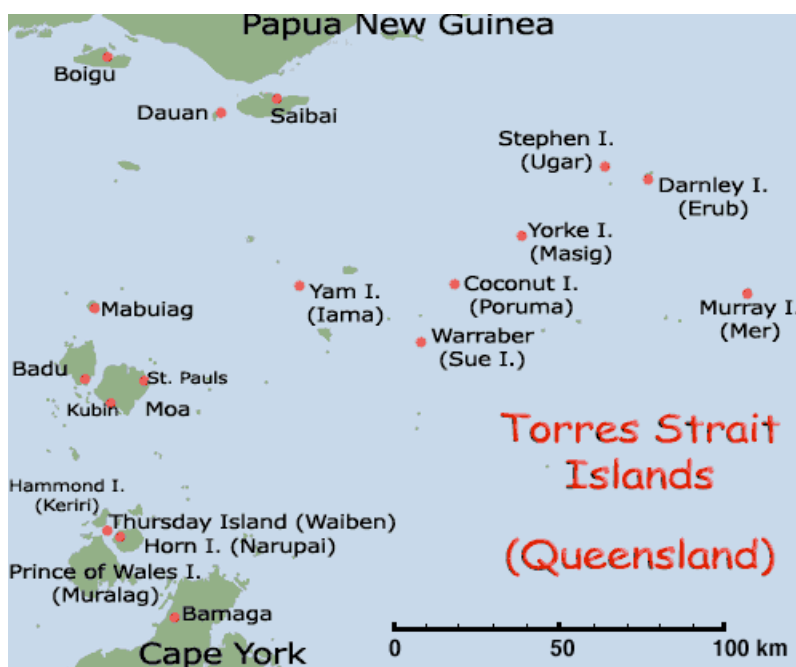 Papua New Guinea
Boigu
Dauan
Saibai
Stephen I.
(Ugar)
Darnley I.
(Erub)
Yorke I.
(Masig)
Yam I.
(Iama)
Coconut I.
(Poruma)
Murray I.
(Mer)
Mabuiag
Warraber
(Sue I.)
Badu
St. Pauls
Kubin
Moa
Torres Strait
Islands
(Queensland)
Hammond I.
(Keriri)
Thursday Island (Waiben)
Horn I. (Narupai)
Prince of Wales I.
(Muralag)
Bamaga
Cape York
0 50 100 km